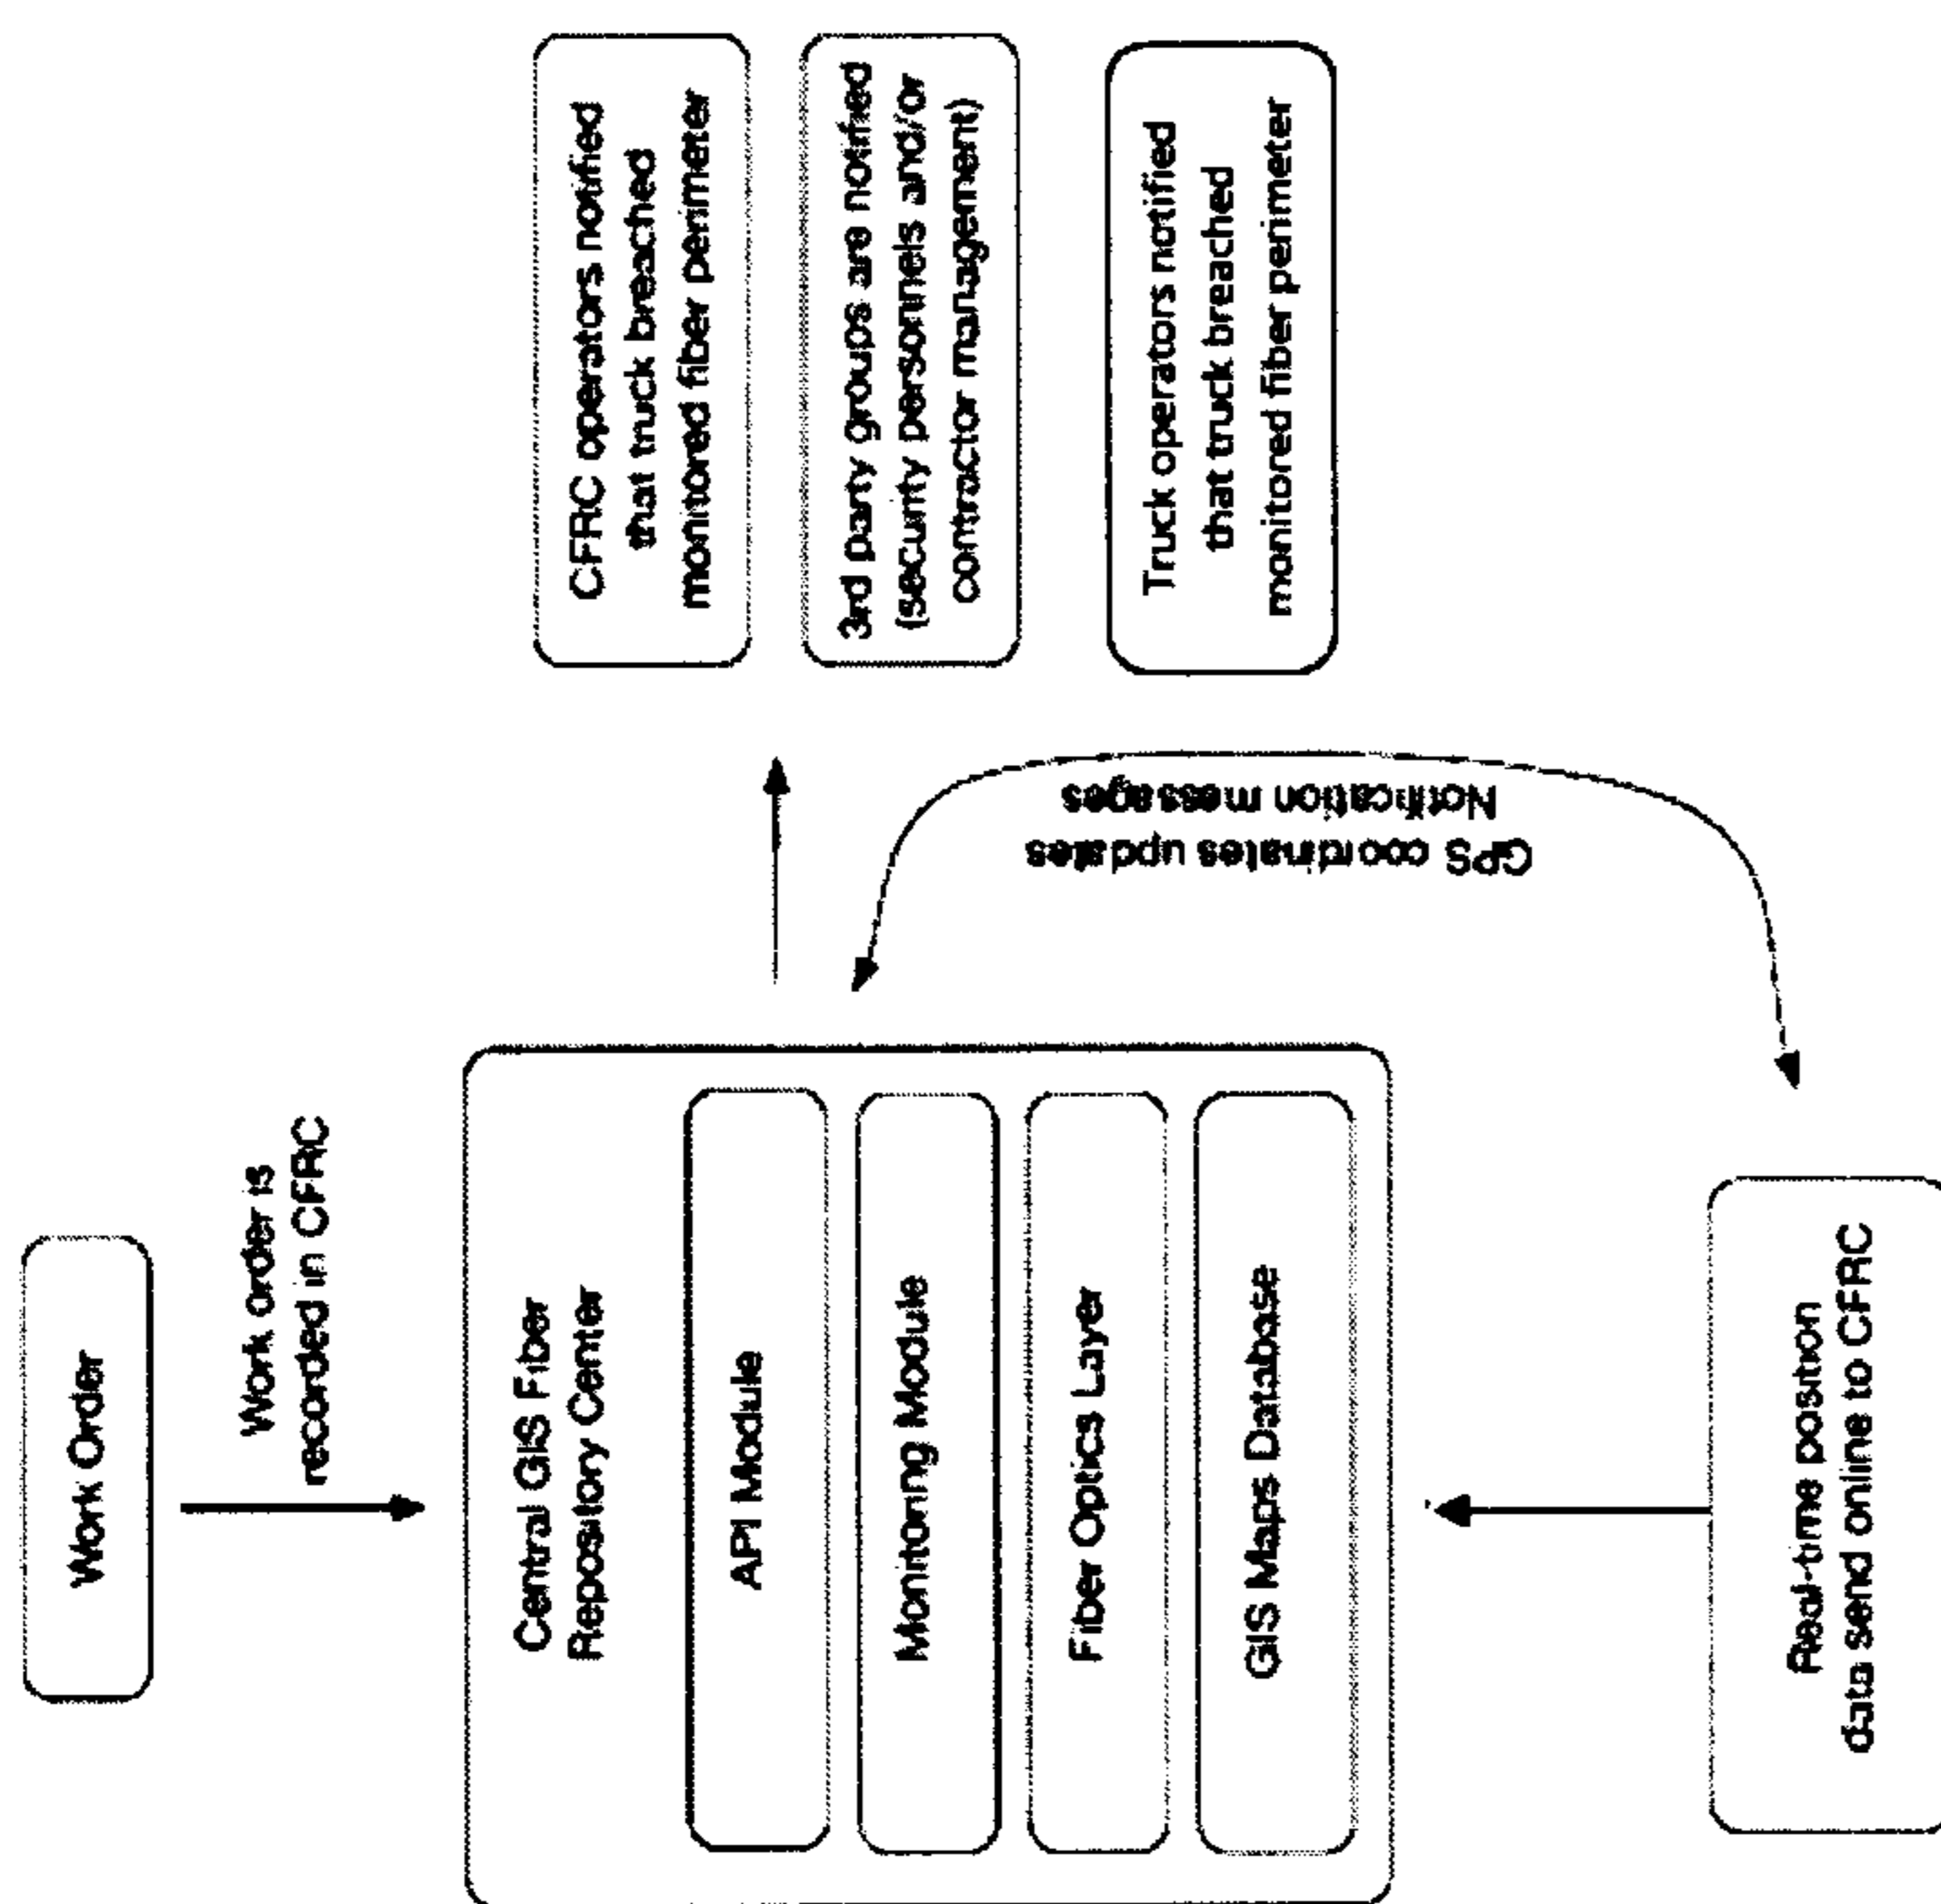 Work Order
Work order is
recorded in CFRC
Central GIS Fiber
Repository Center
API Module
Monitoring Module
Fiber Optics Layer
GIS Maps Database
Real-time position
data send online to CFRC
GPS coordinates updates
Notification messages
CFRC operators notified
that truck breached
monitored fiber perimeter
3rd party groups are notified
(security personnels and/or
contractor management)
Truck operators notified
that truck breached
monitored fiber perimeter